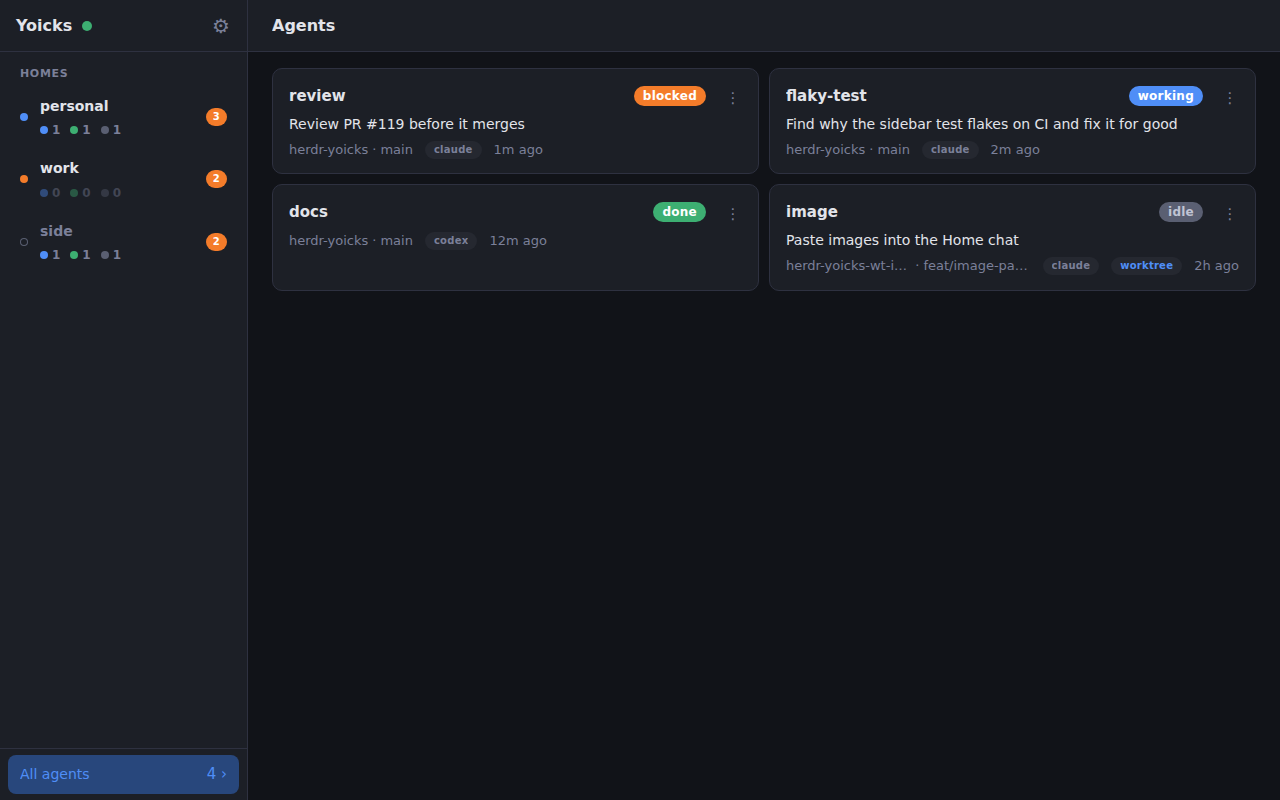 Yoicks
HOMES
personal
1 1 1
3
work
0 0 0
2
side
1 1 1
2
All agents
4 ›
Agents
review
blocked
Review PR #119 before it merges
herdr-yoicks · main claude 1m ago
flaky-test
working
Find why the sidebar test flakes on CI and fix it for good
herdr-yoicks · main claude 2m ago
docs
done
herdr-yoicks · main codex 12m ago
image
idle
Paste images into the Home chat
herdr-yoicks-wt-i… · feat/image-pa… claude worktree 2h ago